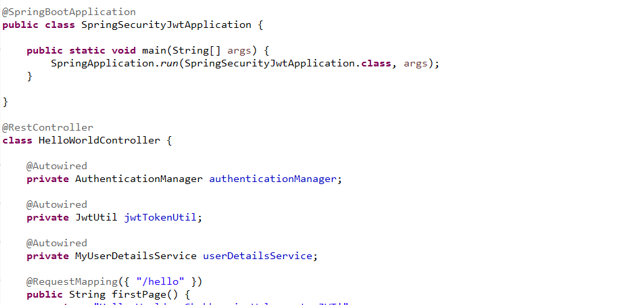 @SpringBootApplication
public class SpringSecurityJwtApplication {
public static void main(String[] args) {
SpringApplication.run(SpringSecurityJwtApplication.class, args);
}
}
@RestController
class HelloWorldController {
@Autowired
private AuthenticationManager authenticationManager;
@Autowired
private JwtUtil jwtTokenUtil;
@Autowired
private MyUserDetailsService userDetailsService;
@RequestMapping({ "/hello" })
public String firstPage() {